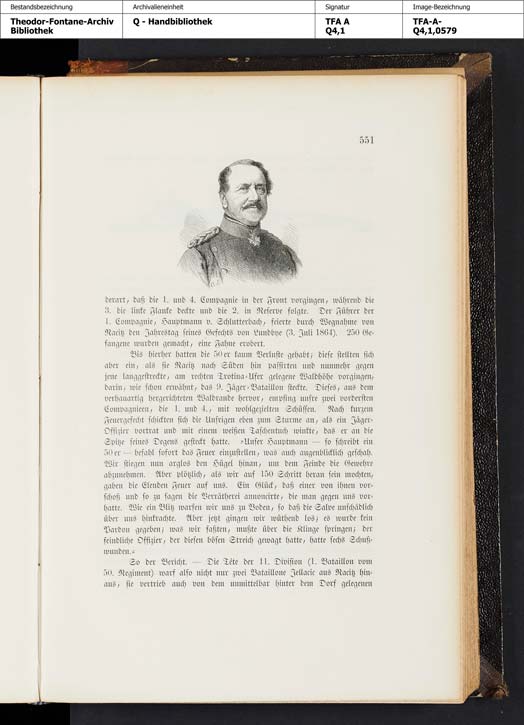 Bestandsbezeichnung
Theodor-Fontane-Archiv
Bibliothek
Archivalieneinheit
Q - Handbibliothek
Signatur
TFA A
Q4,1
Image-Bezeichnung
TFA-A-
Q4,1,0579
551
derart, daß die 1. und 4. Compagnie in der Front vorgingen, während die
3. die linke Flanke deckte und die 2. in Reserve folgte. Der Führer der
1. Compagnie, Hauptmann v. Schlutterbach, feierte durch Wegnahme von
Racitz den Jahrestag seines Gefechts von Lundbye (3. Juli 1864). 250 Ge-
fangene wurden gemacht, eine Fahne erobert.
Bis hierher hatten die 50er kaum Verluste gehabt; diese stellten sich
aber ein, als sie Racitz nach Süden hin passirten und nunmehr gegen
jene langgestreckte, am rechten Trotina-Ufer gelegene Waldhöhe vorgingen,
darin, wie schon erwähnt, das 9. Jäger-Bataillon steckte. Dieses, aus dem
verhauartig hergerichteten Waldrande hervor, empfing unsre zwei vordersten
Compagnieen, die 1. und 4., mit wohlgezielten Schüssen. Nach kurzem
Feuergefecht schickten sich die Unsrigen eben zum Sturme an, als ein Jäger-
Offizier vortrat und mit einem weißen Taschentuch winkte, das er an die
Spitze seines Degens gesteckt hatte. »Unser Hauptmann — so schreibt ein
50er — befahl sofort das Feuer einzustellen, was auch augenblicklich geschah.
Wir stiegen nun arglos den Hügel hinan, um dem Feinde die Gewehre
abzunehmen. Aber plötzlich, als wir auf 150 Schritt heran sein mochten,
gaben die Elenden Feuer auf uns. Ein Glück, daß einer von ihnen vor-
schoß und so zu sagen die Verrätherei annoncirte, die man gegen uns vor-
hatte. Wie ein Blitz warfen wir uns zu Boden, so daß die Salve unschädlich
über uns hinkrachte. Aber jetzt gingen wir wüthend los; es wurde kein
Pardon gegeben; was wir faßten, mußte über die Klinge springen; der
feindliche Offizier, der diesen bösen Streich gewagt hatte, hatte sechs Schuß-
wunden.«
So der Bericht. — Die Tête der 11. Division (1. Bataillon vom
50. Regiment) warf also nicht nur zwei Bataillone Jellacic aus Racitz hin-
aus, sie vertrieb auch von dem unmittelbar hinter dem Dorf gelegenen